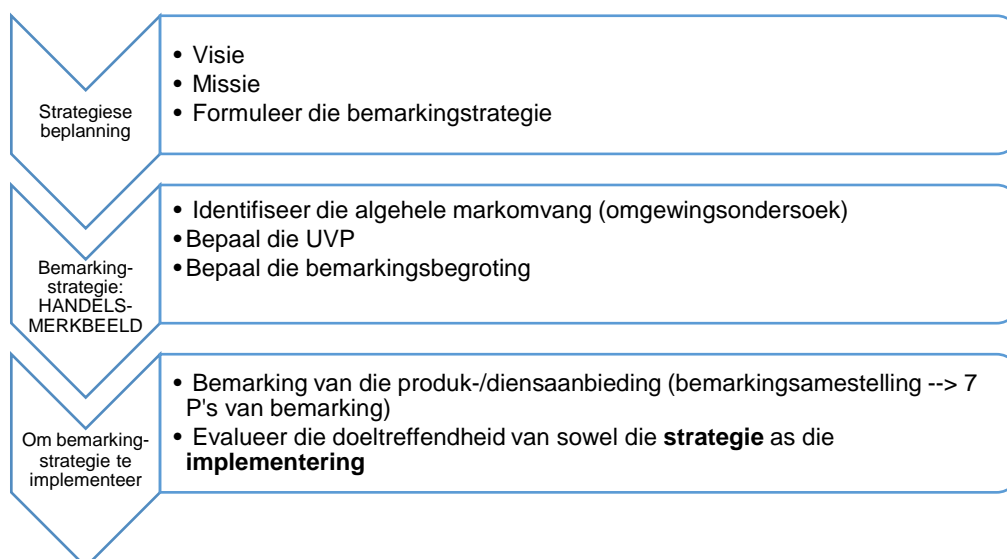 Strategiese
beplanning
• Visie
• Missie
• Formuleer die bemarkingstrategie
Bemarking-
strategie:
HANDELS-
MERKBEELD
• Identifiseer die algehele markomvang (omgewingsondersoek)
•Bepaal die UVP
•Bepaal die bemarkingsbegroting
Om bemarking-
strategie te
implementeer
• Bemarking van die produk-/diensaanbieding (bemarkingsamestelling --> 7
P's van bemarking)
• Evalueer die doeltreffendheid van sowel die strategie as die
implementering